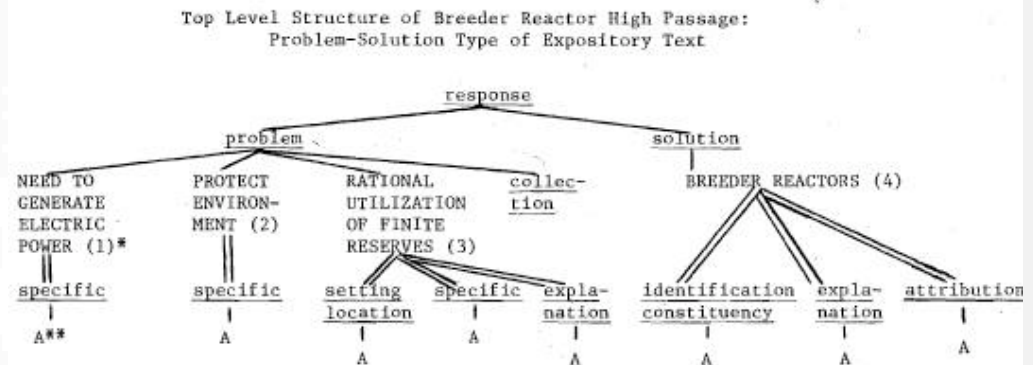 Top Level Structure of Breeder Reactor High Passage:
Problem-Solution Type of Expository Text
response
problem
solution
NEED TO
GENERATE
ELECTRIC
POWER (1)*
PROTECT
ENVIRON-
MENT (2)
RATIONAL
UTILIZATION
OF FINITE
RESERVES (3)
collec-
tion
BREEDER REACTORS (4)
specific
A**
specific
A
setting
location
A
specific
A
expla-
nation
A
identification
constituency
A
expla-
nation
A
attribution
A